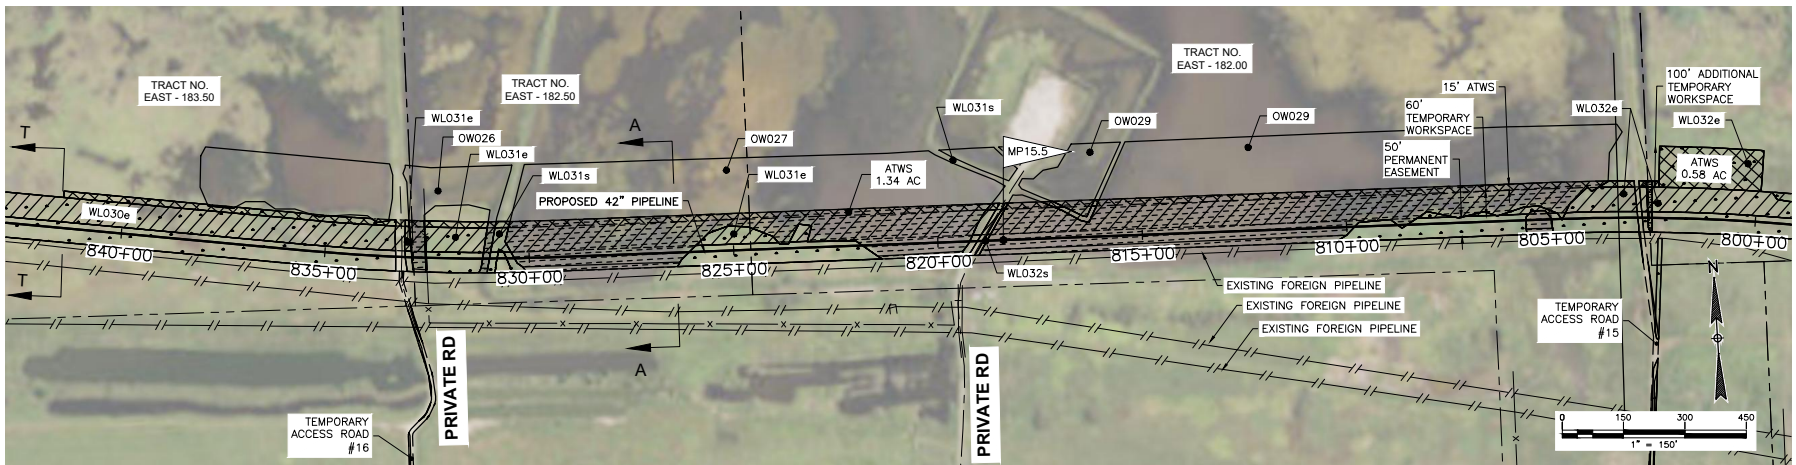 TRACT NO.
EAST - 183.50
TRACT NO.
EAST - 182.50
TRACT NO.
EAST - 182.00
15' ATWS
100' ADDITIONAL
TEMPORARY
WORKSPACE
WL031s
WL032e
60'
TEMPORARY
WORKSPACE
WL031e
OW026
A
OW027
OW029
OW029
WL032e
T
WL031e
MP15.5
50'
PERMANENT
EASEMENT
ATWS
0.58 AC
WL031s
WL031e
ATWS
1.34 AC
PROPOSED 42" PIPELINE
WL030e
840+00
835+00
830+00
825+00
820+00
815+00
810+00
805+00
800+00
WL032s
T
EXISTING FOREIGN PIPELINE
EXISTING FOREIGN PIPELINE
EXISTING FOREIGN PIPELINE
N
TEMPORARY
ACCESS ROAD
#15
A
PRIVATE RD
PRIVATE RD
TEMPORARY
ACCESS ROAD
#16
0 150 300 450
1" = 150'